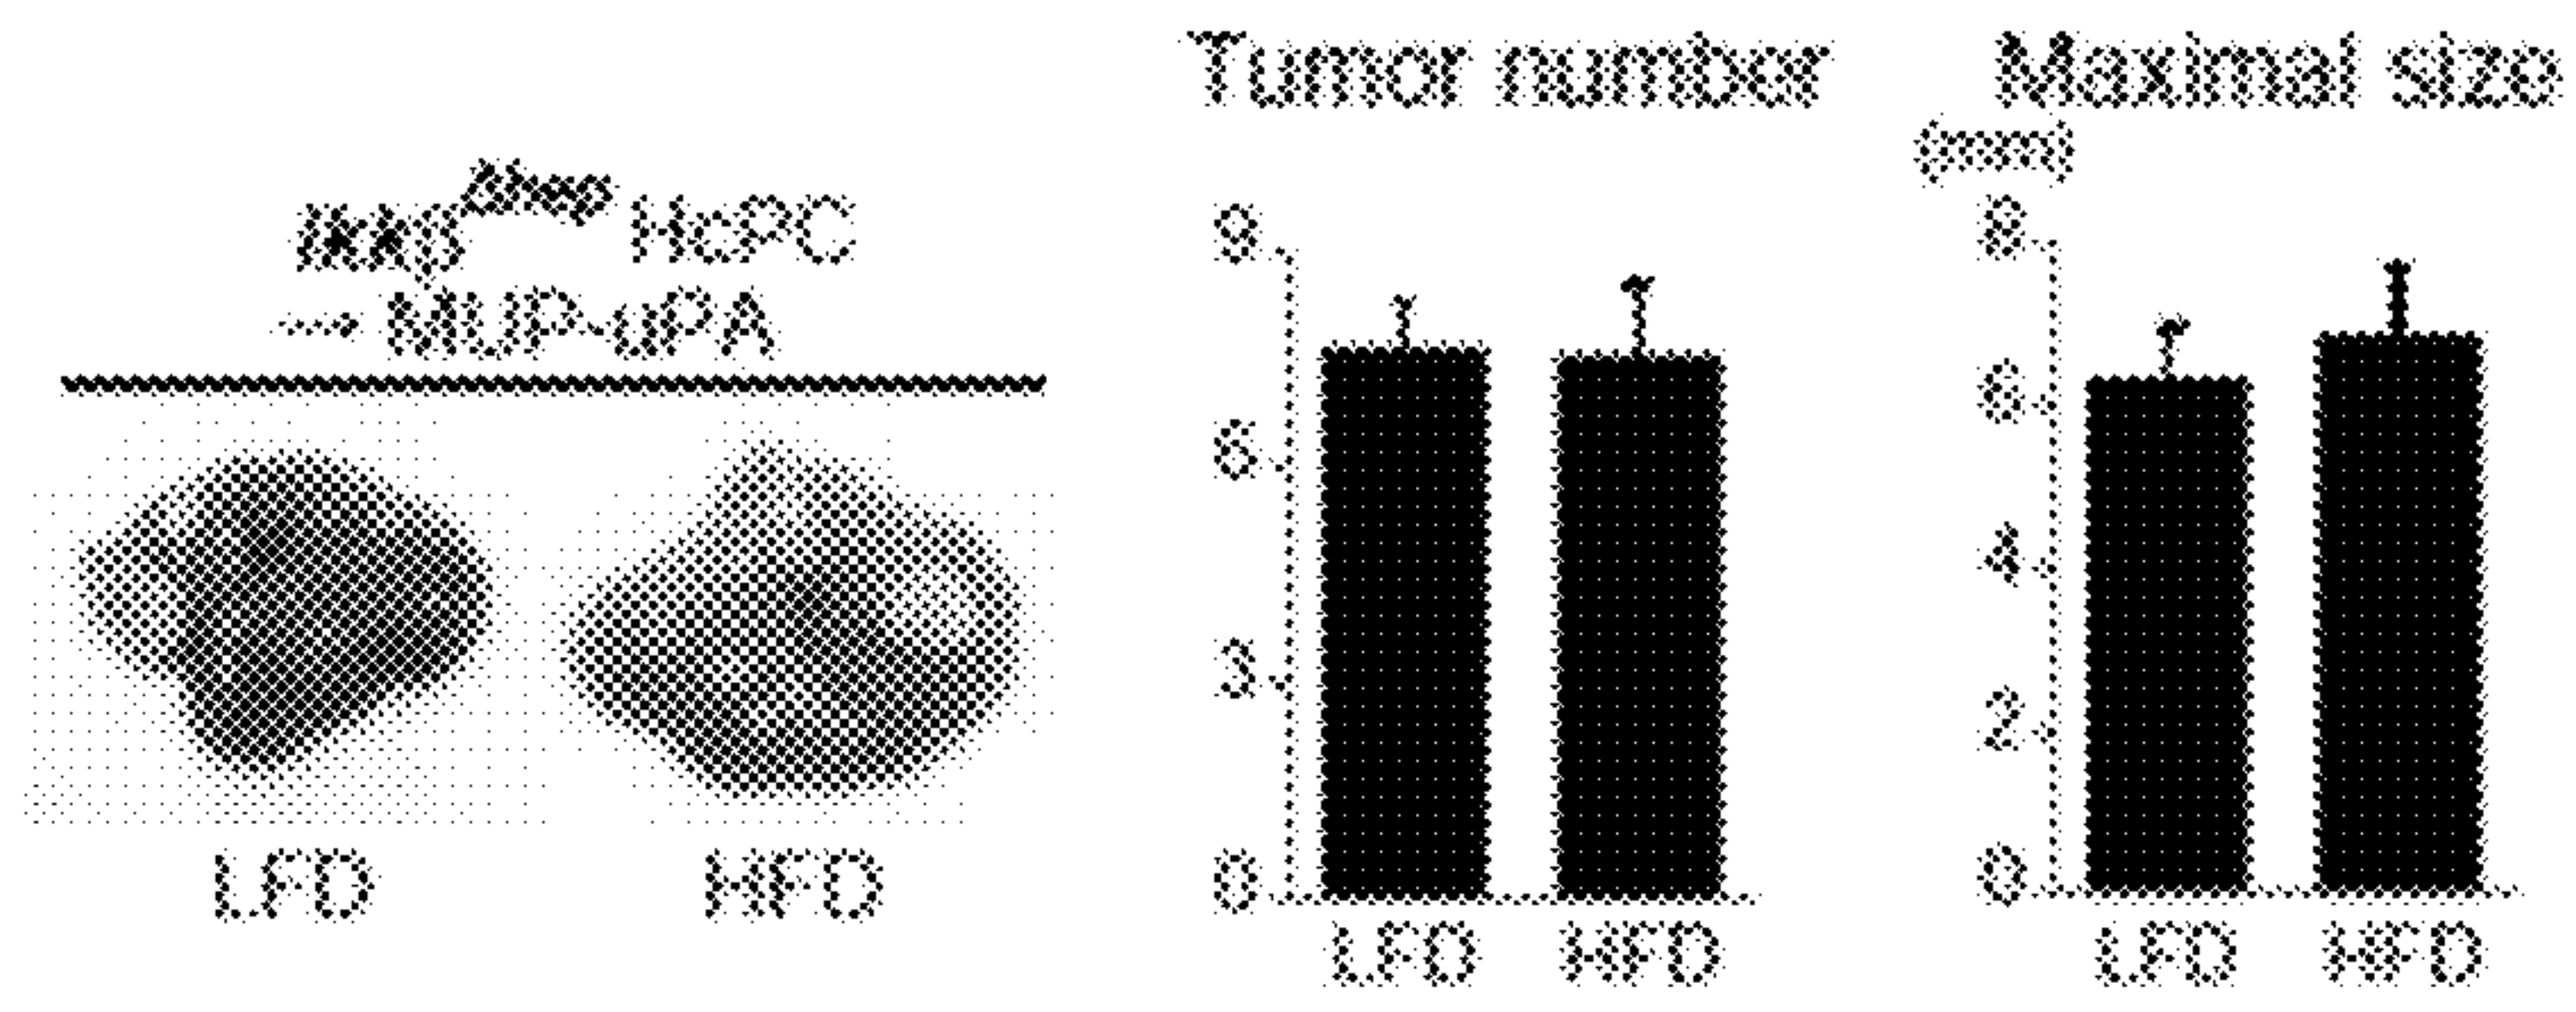 Ikkβ^Δhep HcPC
→ MUP-uPA
LFD HFD
Tumor number
9
6
3
0
LFD HFD
Maximal size
(mm)
8
6
4
2
0
LFD HFD